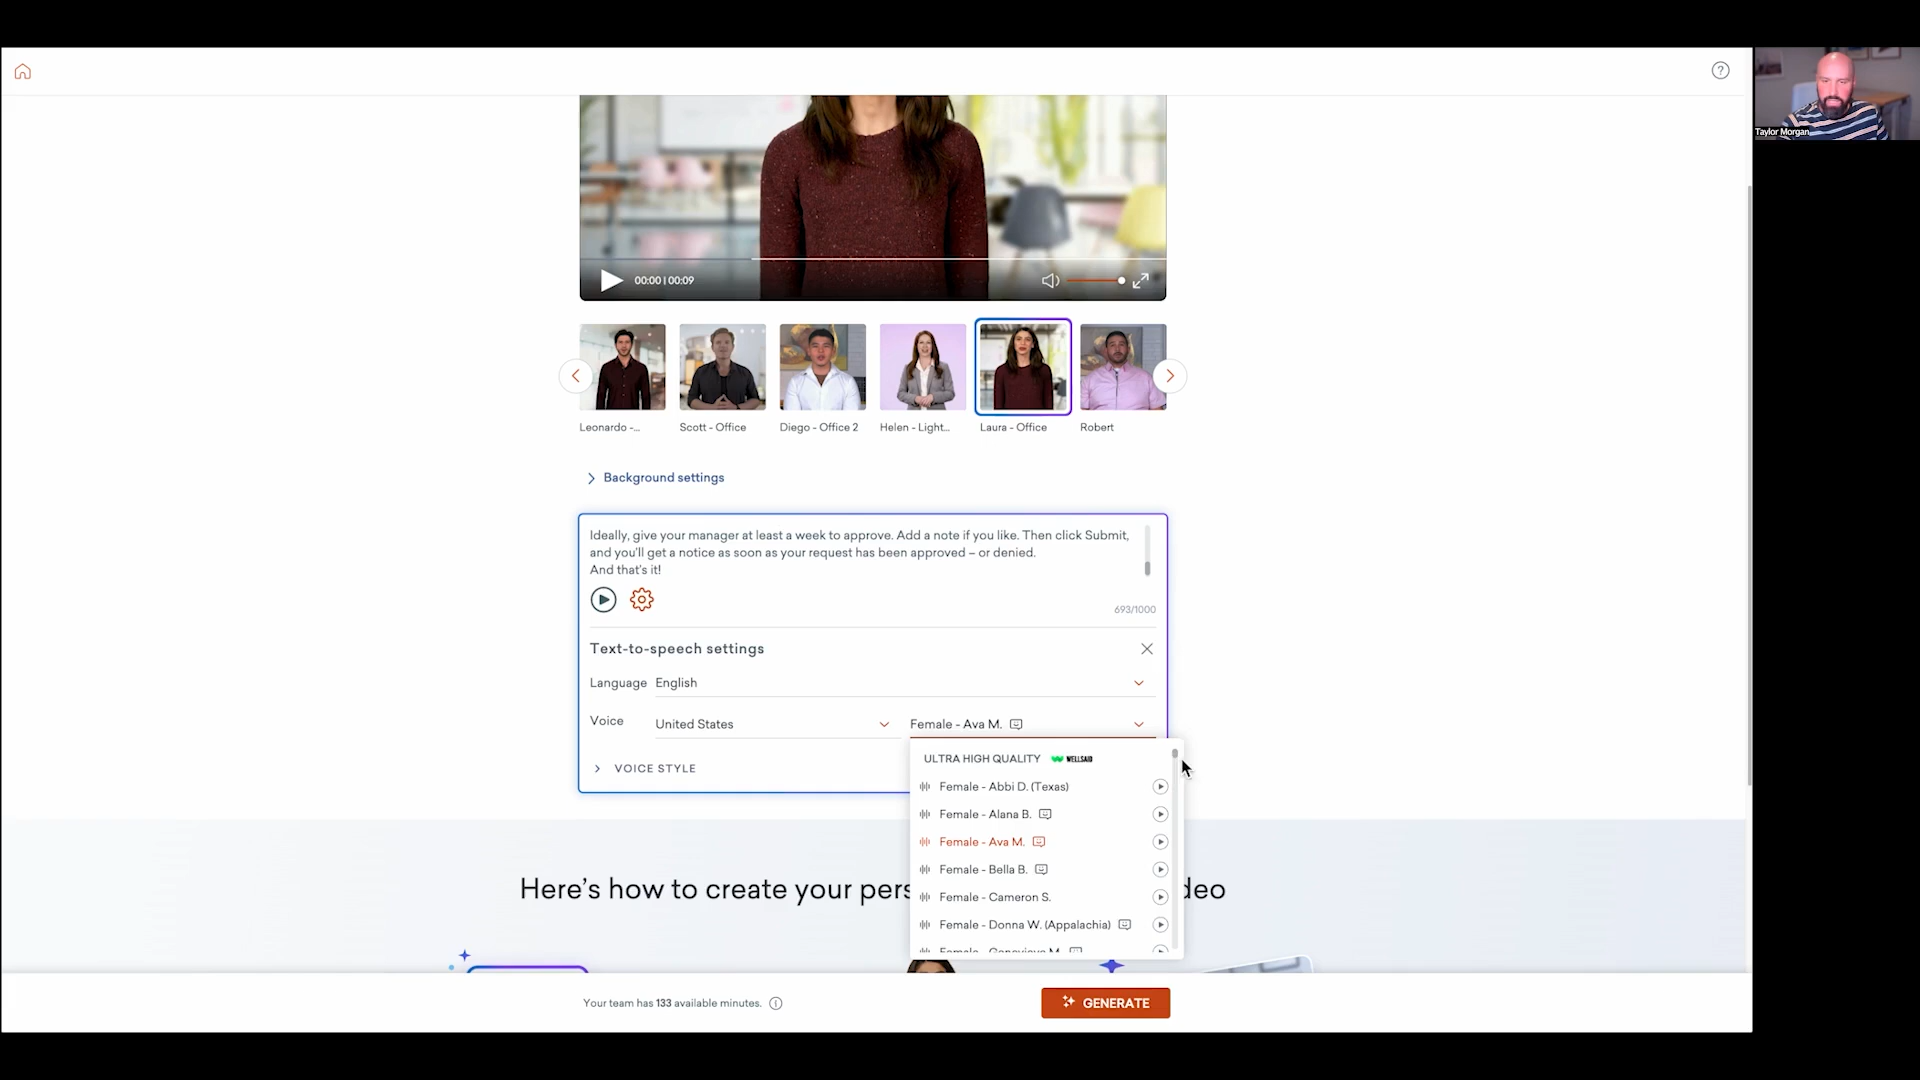 ?
Taylor Morgan
00:00 | 00:09
Leonardo -...
Scott - Office
Diego - Office 2
Helen - Light...
Laura - Office
Robert
Background settings
Ideally, give your manager at least a week to approve. Add a note if you like. Then click Submit,
and you'll get a notice as soon as your request has been approved – or denied.
And that's it!
693/1000
Text-to-speech settings
Language English
Voice United States Female - Ava M.
VOICE STYLE
ULTRA HIGH QUALITY WELLSAID
Female - Abbi D. (Texas)
Female - Alana B.
Female - Ava M.
Female - Bella B.
Female - Cameron S.
Female - Donna W. (Appalachia)
Female - Genevieve M.
Here's how to create your pers deo
Your team has 133 available minutes.
GENERATE